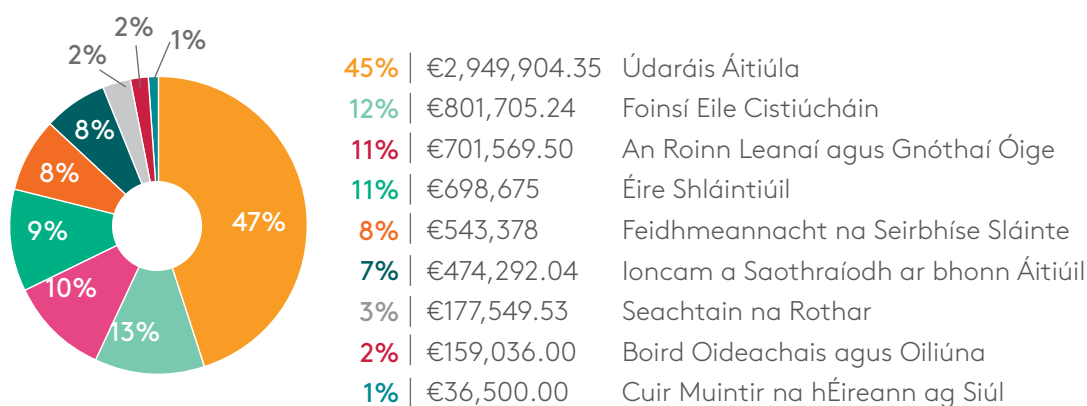 2%
2%
1%
8%
8%
9%
10%
13%
47%
45% | €2,949,904.35 Údaráis Áitiúla
12% | €801,705.24 Foinsí Eile Cistiúcháin
11% | €701,569.50 An Roinn Leanaí agus Gnóthaí Óige
11% | €698,675 Éire Shláintiúil
8% | €543,378 Feidhmeannacht na Seirbhíse Sláinte
7% | €474,292.04 Ioncam a Saothraíodh ar bhonn Áitiúil
3% | €177,549.53 Seachtain na Rothar
2% | €159,036.00 Boird Oideachais agus Oiliúna
1% | €36,500.00 Cuir Muintir na hÉireann ag Siúl